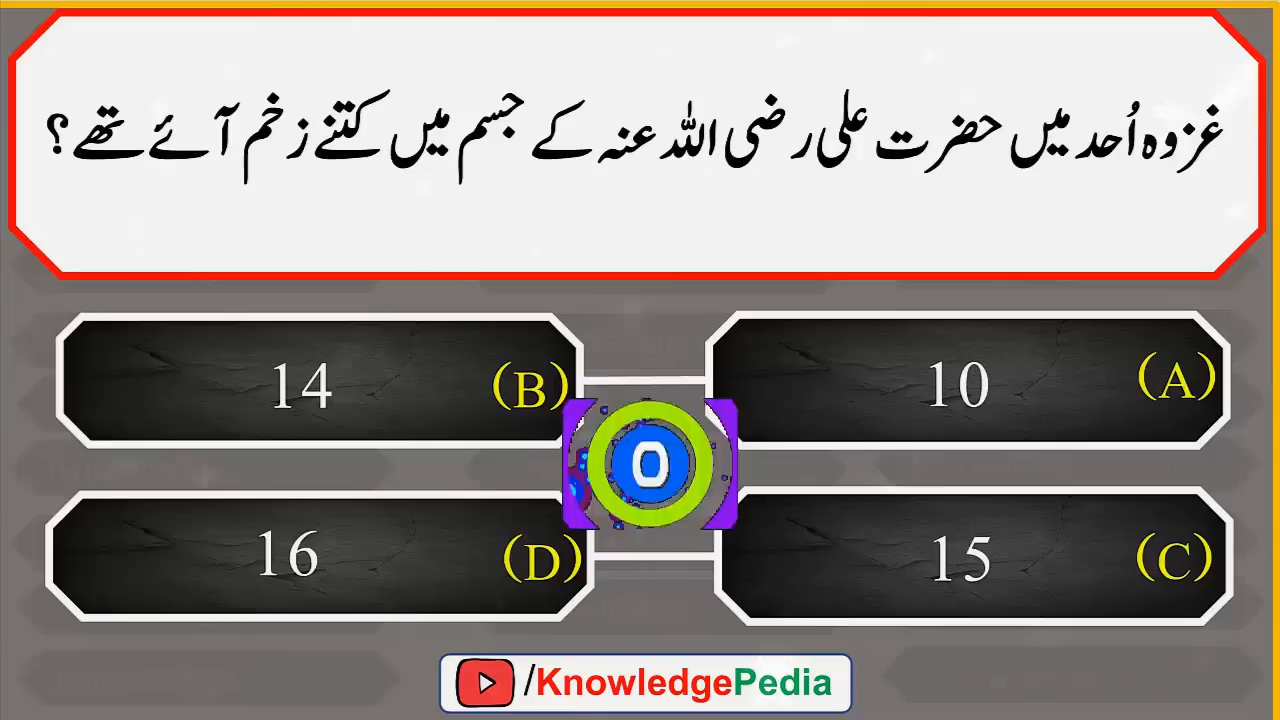 غزوہ اُحد میں حضرت علی رضی اللہ عنہ کے جسم میں کتنے زخم آئے تھے؟
(A) 10
(B) 14
0
(C) 15
(D) 16
/KnowledgePedia